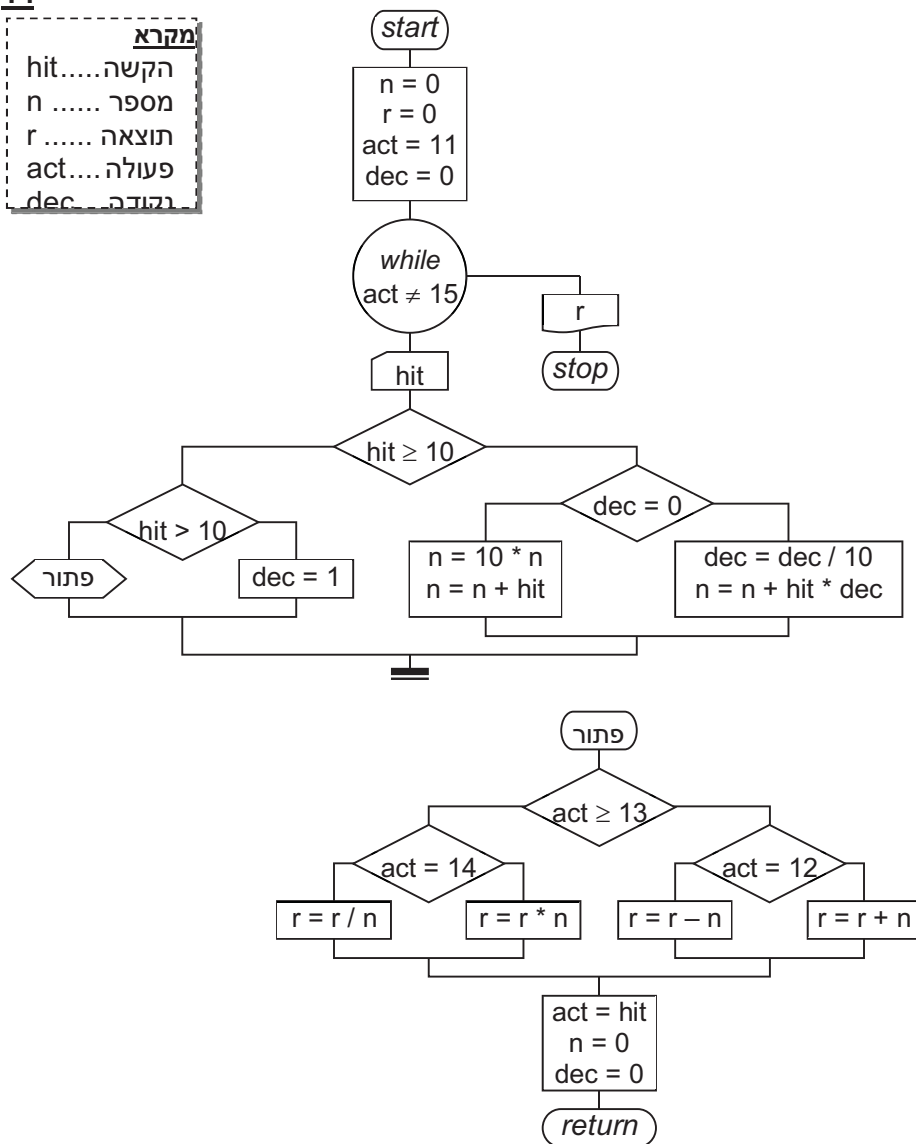 מקרא
הקשה.....hit
מספר ...... n
תוצאה ...... r
פעולה....act
נקודה....dec
start
n = 0
r = 0
act = 11
dec = 0
while
act ≠ 15
r
stop
hit
hit ≥ 10
hit > 10
dec = 0
פתור
dec = 1
n = 10 * n
n = n + hit
dec = dec / 10
n = n + hit * dec
פתור
act ≥ 13
act = 14
act = 12
r = r / n
r = r * n
r = r – n
r = r + n
act = hit
n = 0
dec = 0
return